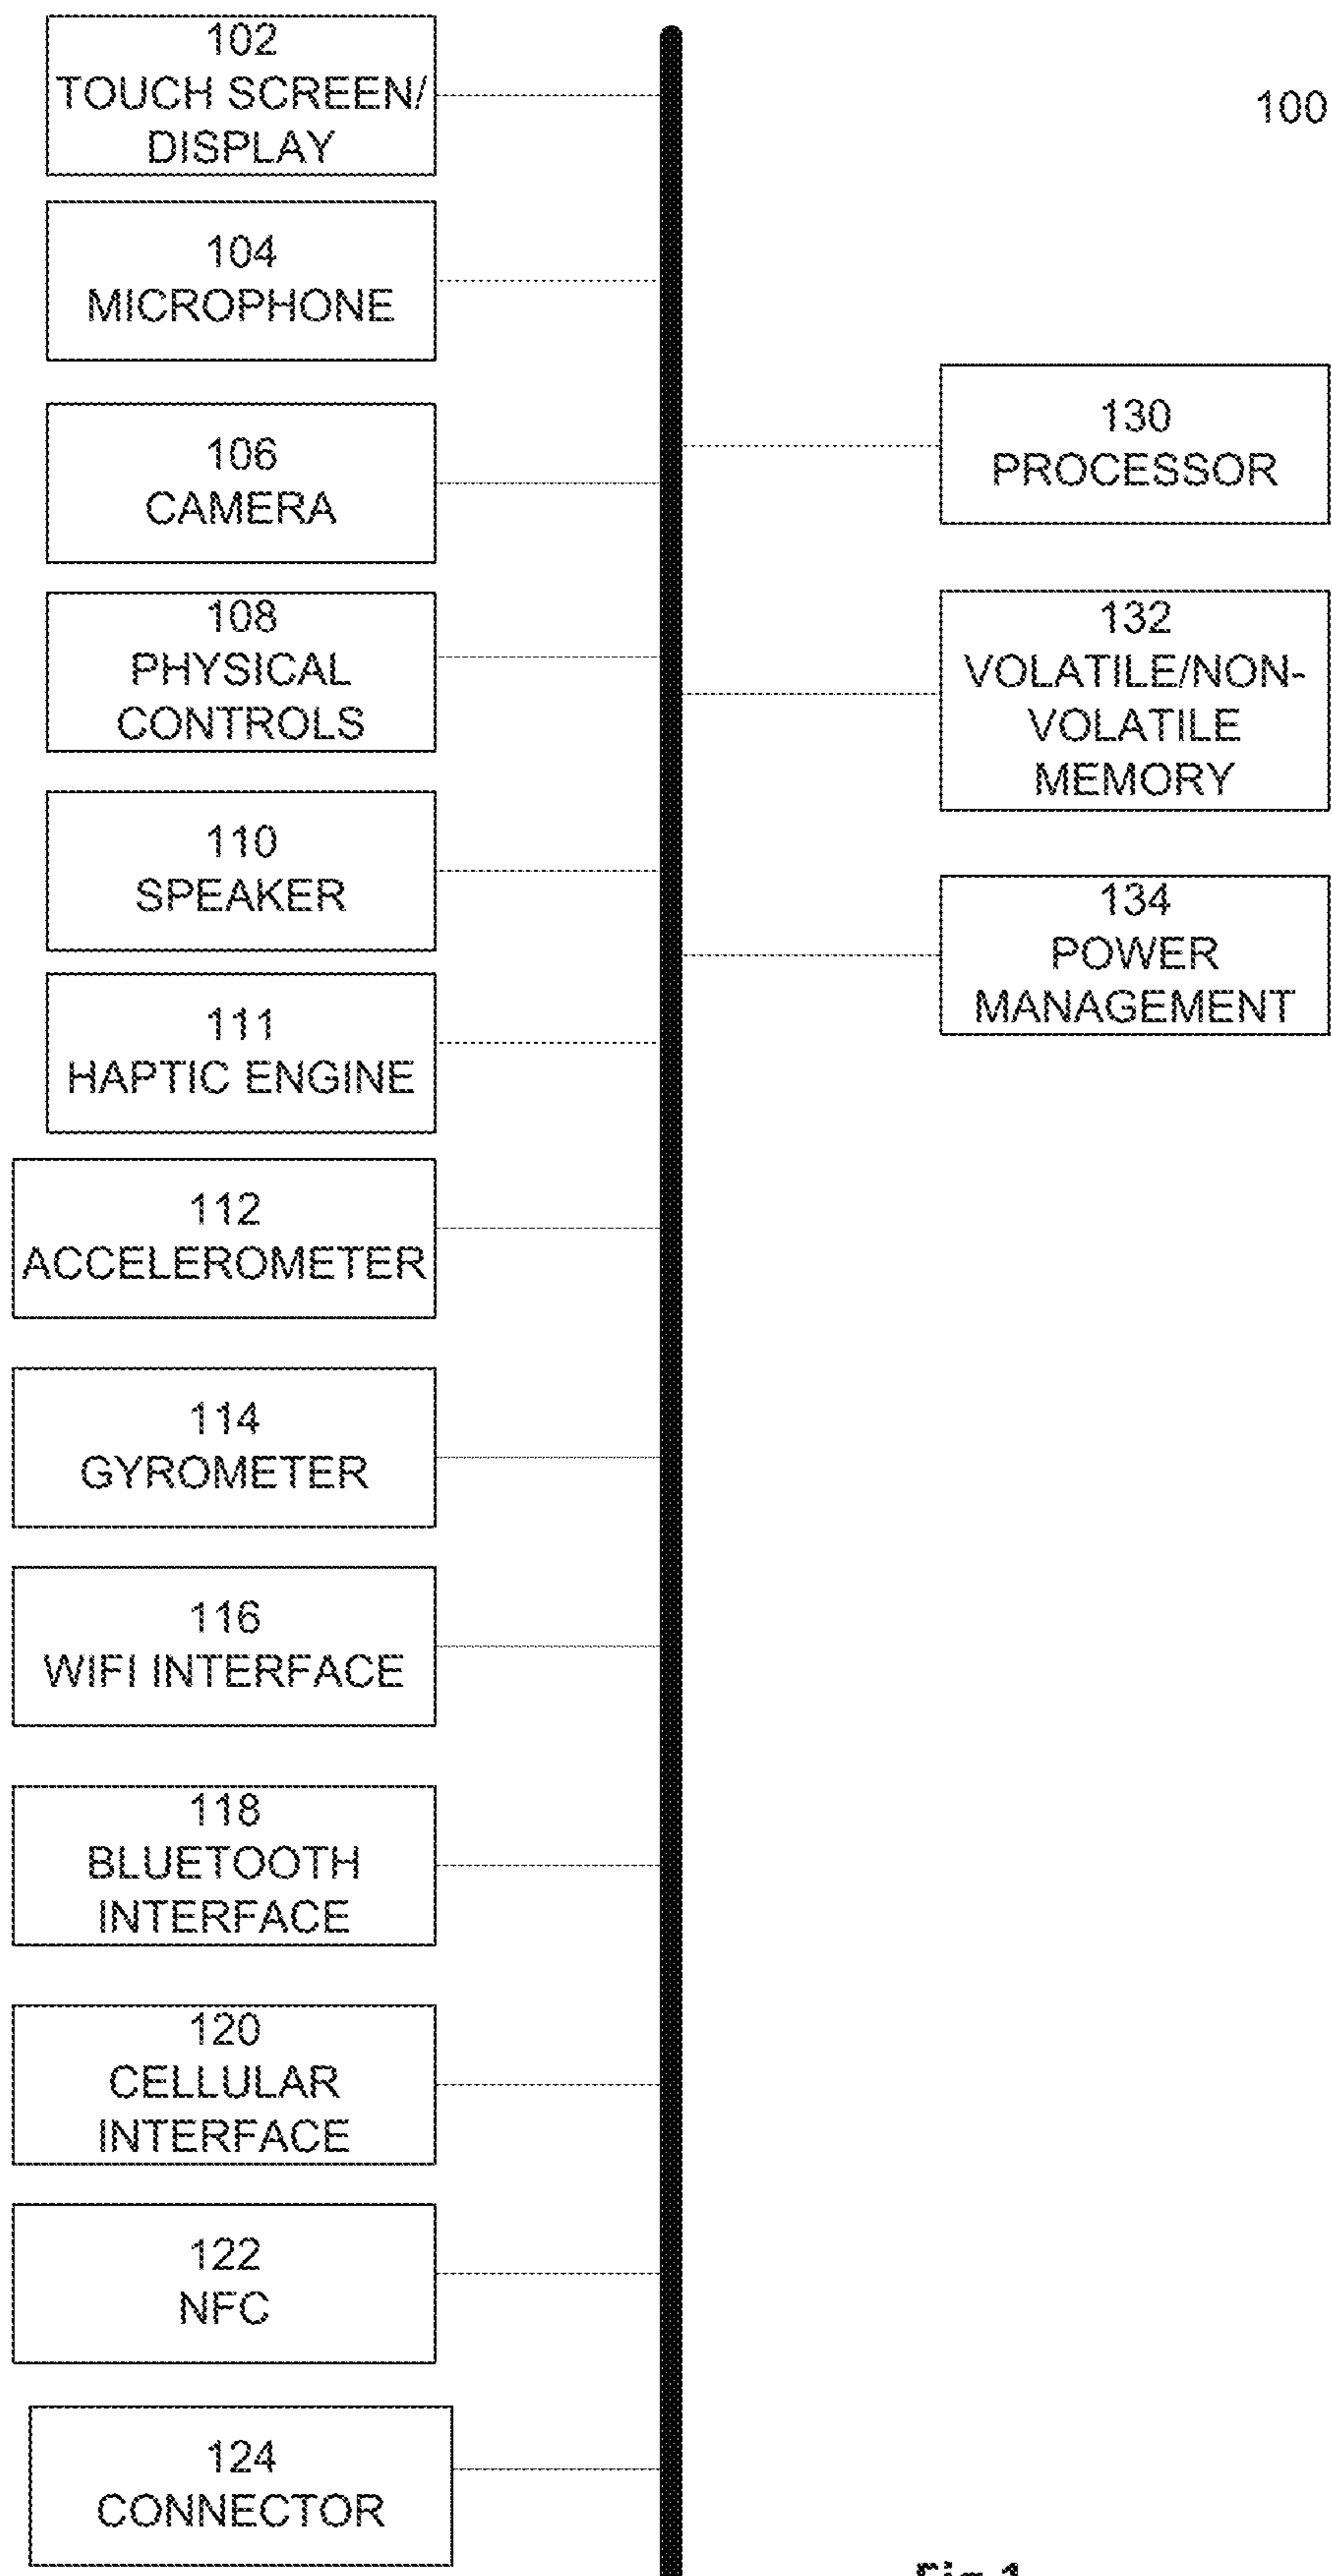 102
TOUCH SCREEN/
DISPLAY
100
104
MICROPHONE
106
CAMERA
130
PROCESSOR
108
PHYSICAL
CONTROLS
132
VOLATILE/NON-
VOLATILE
MEMORY
110
SPEAKER
134
POWER
MANAGEMENT
111
HAPTIC ENGINE
112
ACCELEROMETER
114
GYROMETER
116
WIFI INTERFACE
118
BLUETOOTH
INTERFACE
120
CELLULAR
INTERFACE
122
NFC
124
CONNECTOR
Fig 1